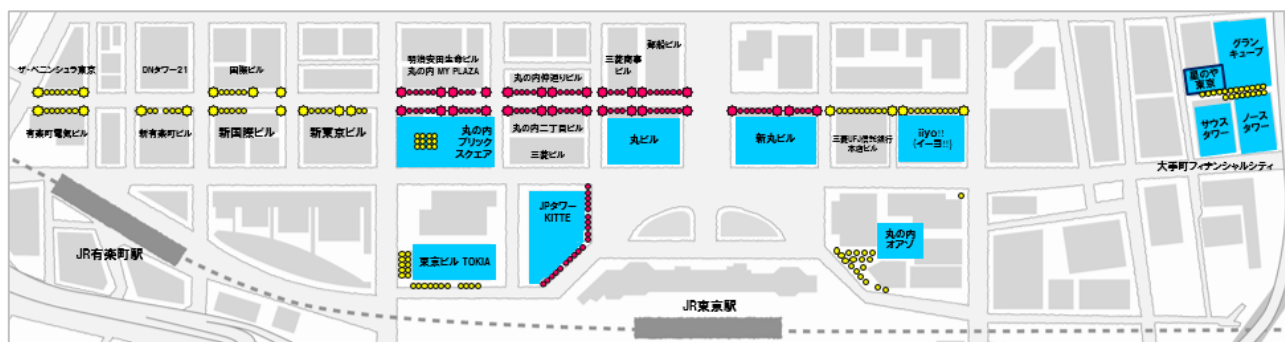 ザ・ペニンシュラ東京
DNタワー21
国際ビル
明治安田生命ビル
丸の内 MY PLAZA
丸の内仲通りビル
三菱商事
ビル
郵船ビル
グラン
キューブ
星のや
東京
有楽町電気ビル
新有楽町ビル
新国際ビル
新東京ビル
丸の内
ブリック
スクエア
丸の内二丁目ビル
三菱ビル
丸ビル
新丸ビル
三菱UFJ信託銀行
本店ビル
iiyo!!
(イーヨ!!)
サウス
タワー
ノース
タワー
大手町フィナンシャルシティ
JR有楽町駅
東京ビル TOKIA
JPタワー
KITTE
丸の内
オアゾ
JR東京駅